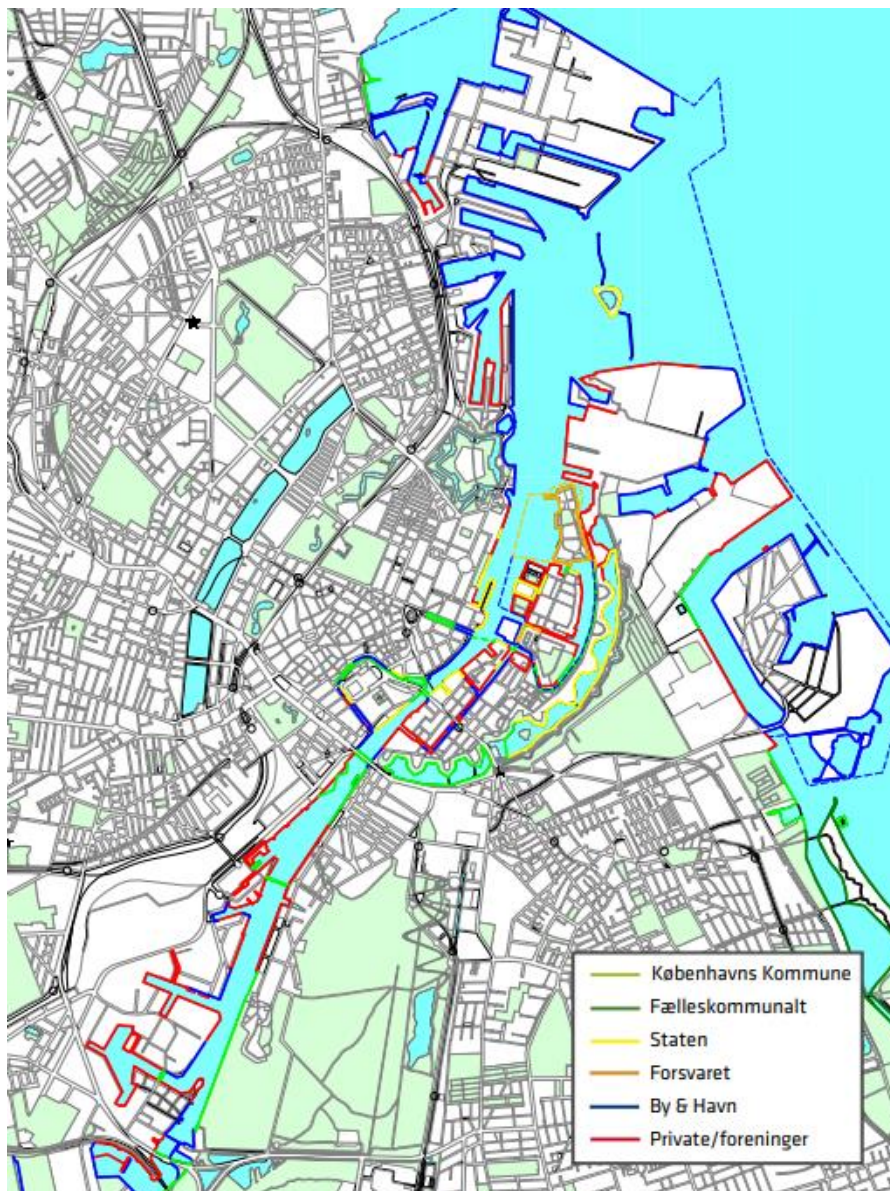 Københavns Kommune
Fælleskommunalt
Staten
Forsvaret
By & Havn
Private/foreninger